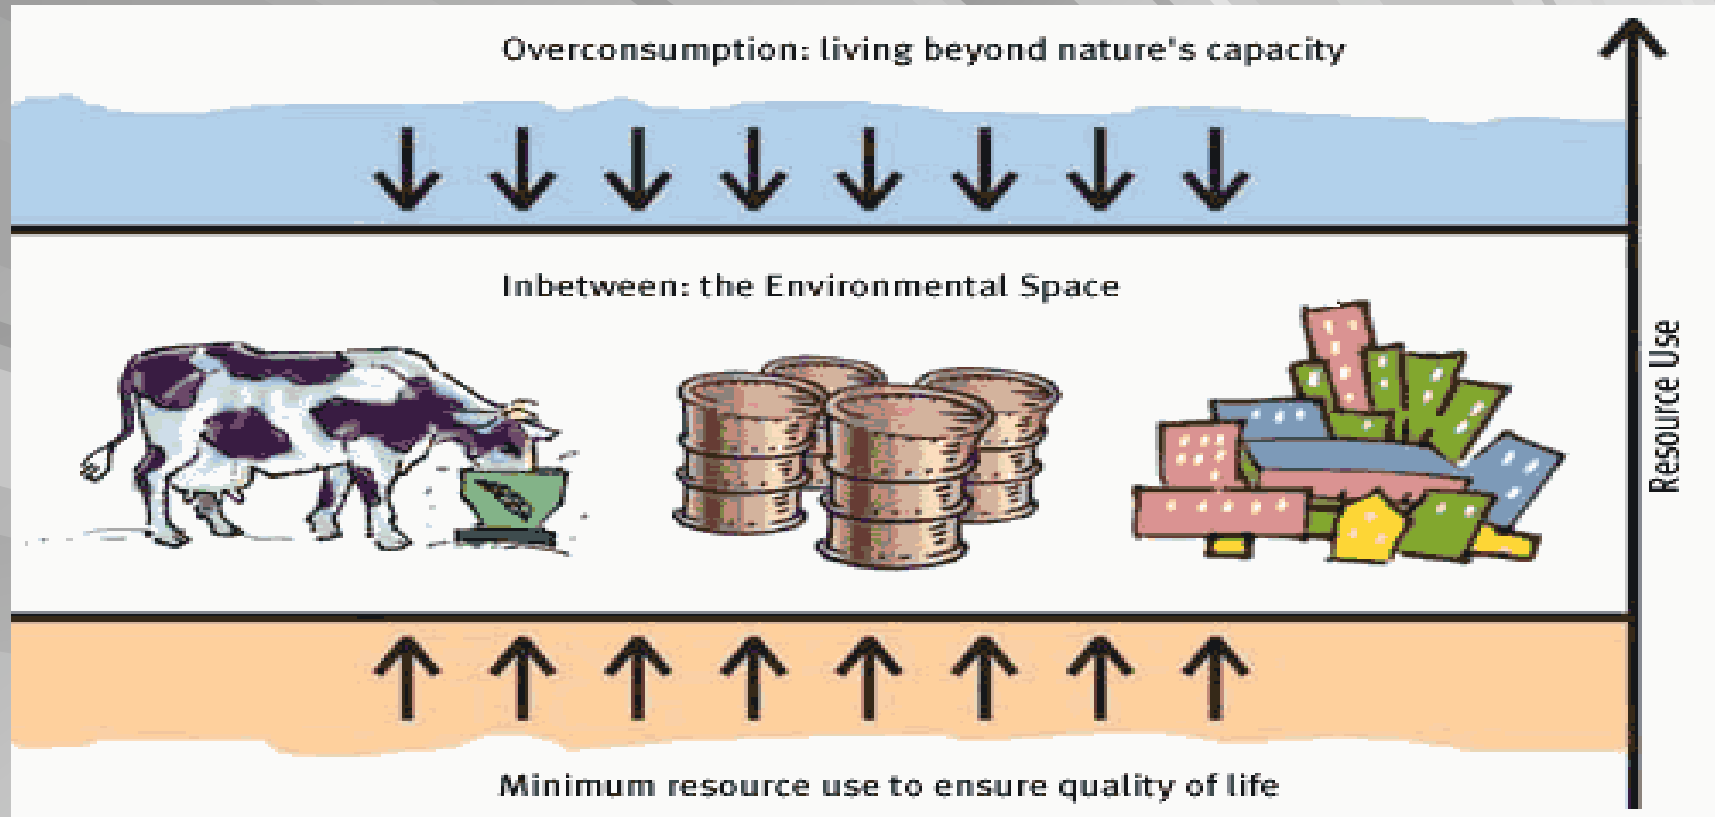 Overconsumption: living beyond nature's capacity
Inbetween: the Environmental Space
Resource Use
Minimum resource use to ensure quality of life